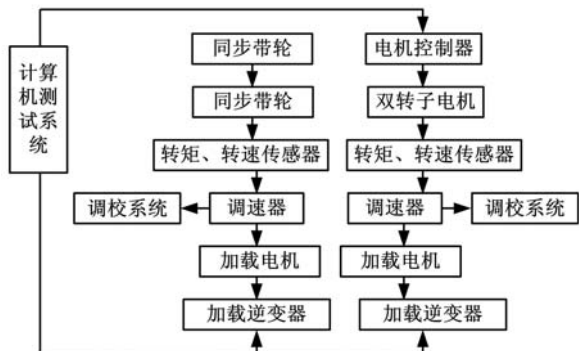 计算
机测
试系
统
同步带轮
电机控制器
同步带轮
双转子电机
转矩、转速传感器
转矩、转速传感器
调校系统
调速器
调速器
调校系统
加载电机
加载电机
加载逆变器
加载逆变器